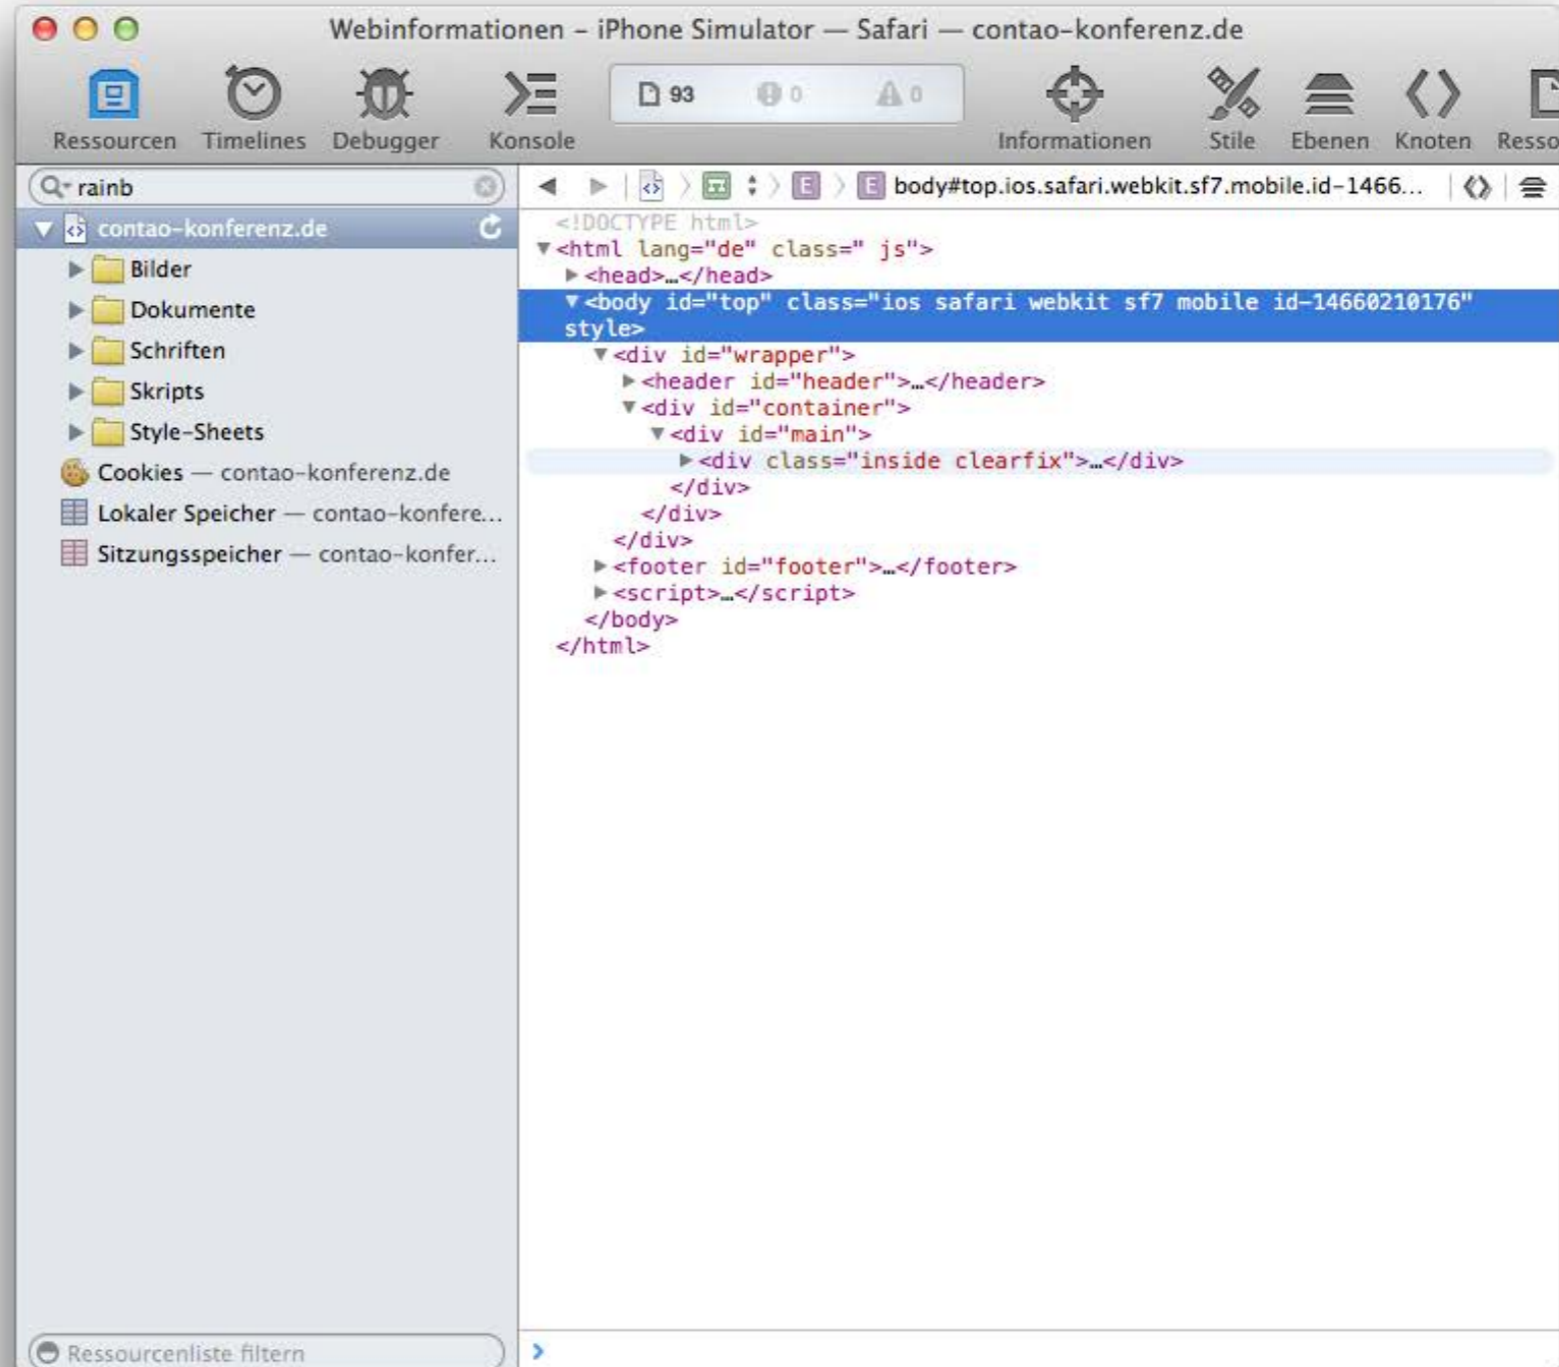 Webinformationen – iPhone Simulator — Safari — contao-konferenz.de
93 0 0
Ressourcen Timelines Debugger Konsole Informationen Stile Ebenen Knoten Resso
rainb
contao-konferenz.de
Bilder
Dokumente
Schriften
Skripts
Style-Sheets
Cookies — contao-konferenz.de
Lokaler Speicher — contao-konfere...
Sitzungsspeicher — contao-konfer...
Ressourcenliste filtern
E E body#top.ios.safari.webkit.sf7.mobile.id-1466...
<!DOCTYPE html>
<html lang="de" class=" js">
<head>…</head>
<body id="top" class="ios safari webkit sf7 mobile id-14660210176"
style>
<div id="wrapper">
<header id="header">…</header>
<div id="container">
<div id="main">
<div class="inside clearfix">…</div>
</div>
</div>
</div>
<footer id="footer">…</footer>
<script>…</script>
</body>
</html>